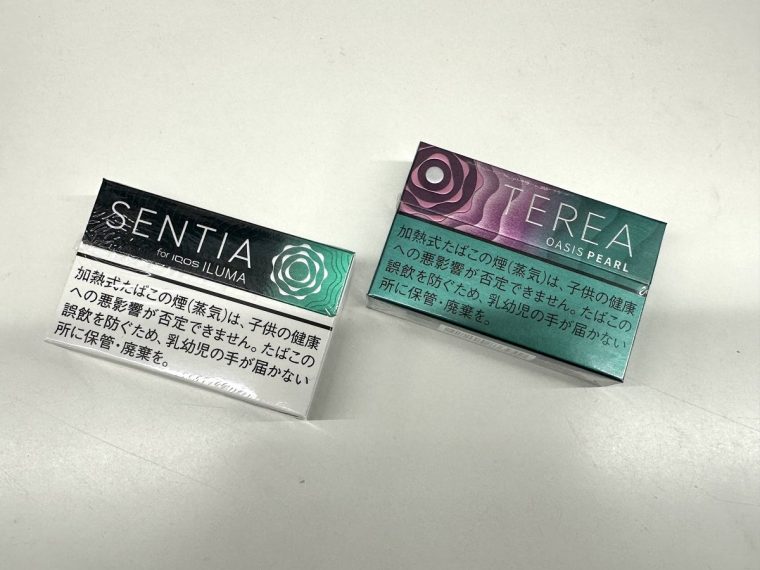 SENTIA
for IQOS ILUMA
加熱式たばこの煙(蒸気)は、子供の健康
への悪影響が否定できません。たばこの
誤飲を防ぐため、乳幼児の手が届かない
所に保管・廃棄を。
TEREA
OASIS PEARL
加熱式たばこの煙(蒸気)は、子供の健康
への悪影響が否定できません。たばこの
誤飲を防ぐため、乳幼児の手が届かない
所に保管・廃棄を。